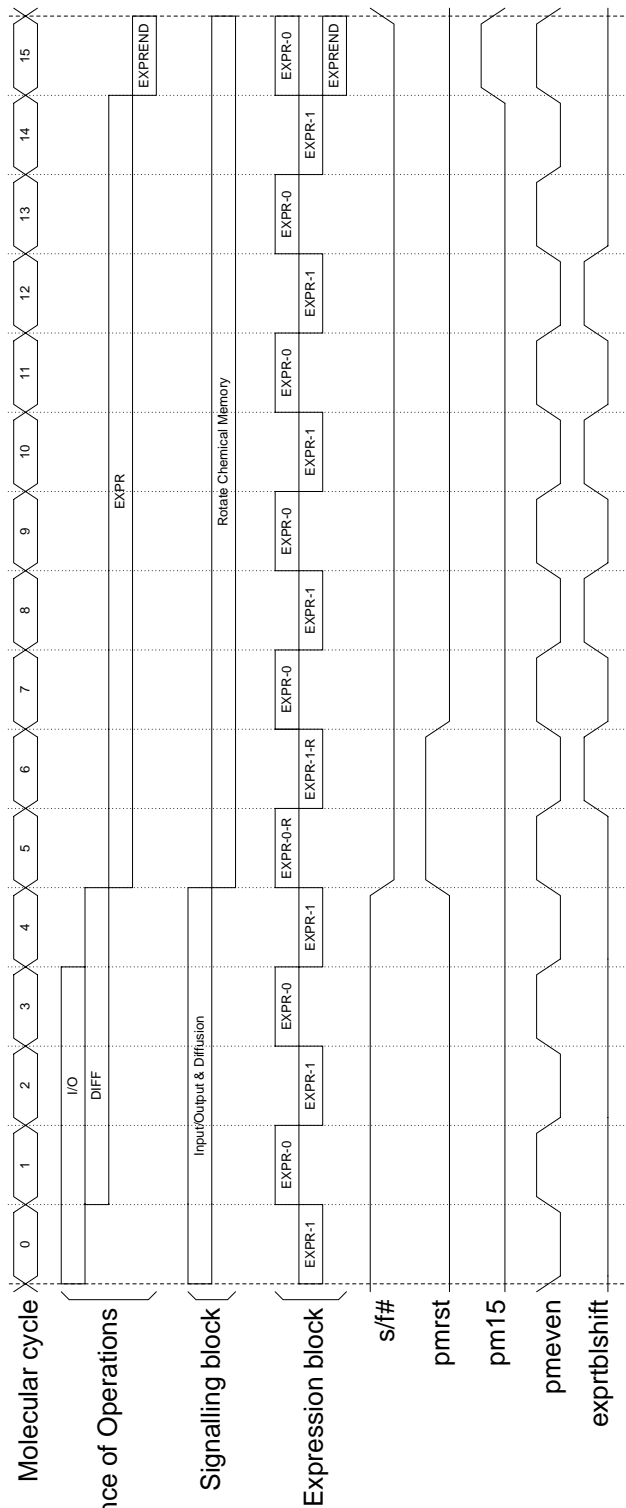 Molecular cycle
0 1 2 3 4 5 6 7 8 9 10 11 12 13 14 15
nce of Operations
I/O
DIFF
EXPR
EXPREND
Signalling block
Input/Output & Diffusion
Rotate Chemical Memory
Expression block
EXPR-1 EXPR-0 EXPR-1 EXPR-0 EXPR-1 EXPR-0-R EXPR-1-R EXPR-0 EXPR-1 EXPR-0 EXPR-1 EXPR-0 EXPR-1 EXPR-0 EXPR-1 EXPR-0
EXPREND
s/f#
pmrst
pm15
pmeven
exprtblshift